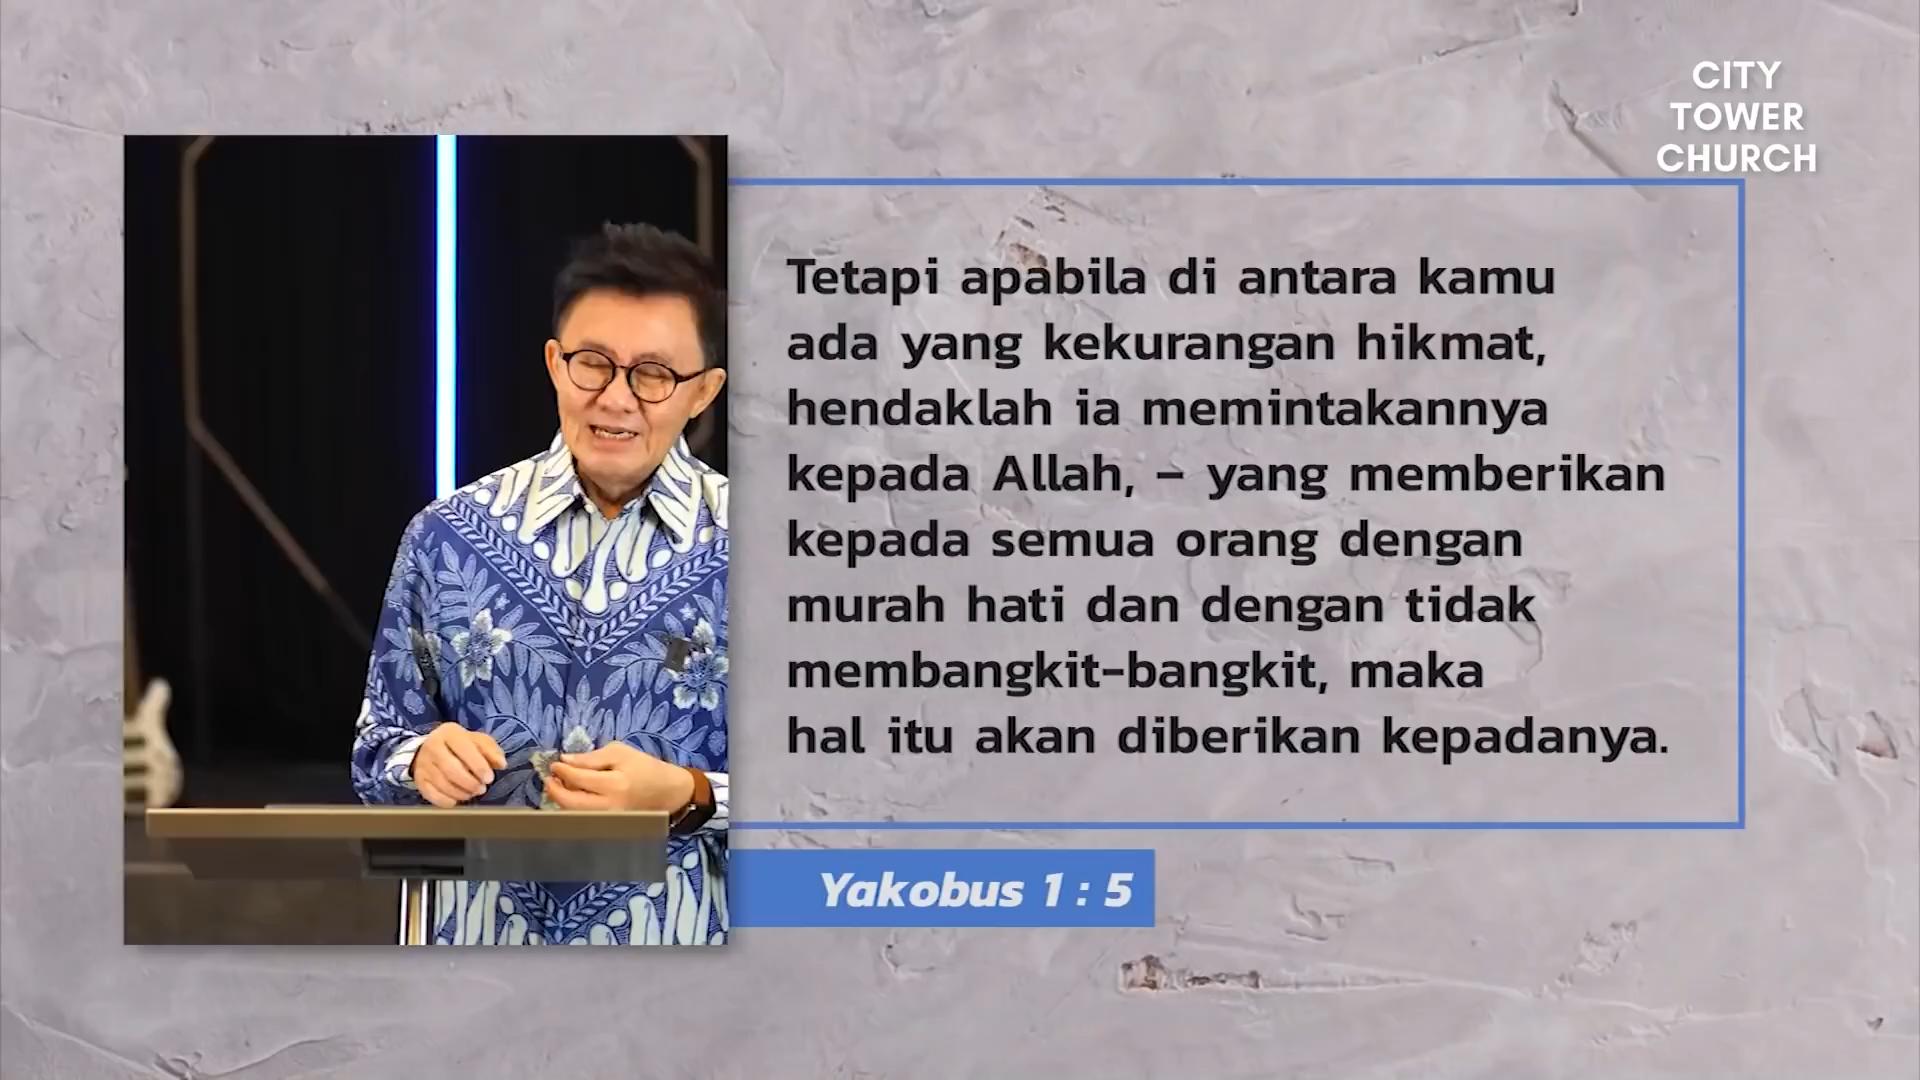 CITY
TOWER
CHURCH
Tetapi apabila di antara kamu
ada yang kekurangan hikmat,
hendaklah ia memintakannya
kepada Allah, – yang memberikan
kepada semua orang dengan
murah hati dan dengan tidak
membangkit-bangkit, maka
hal itu akan diberikan kepadanya.
Yakobus 1 : 5